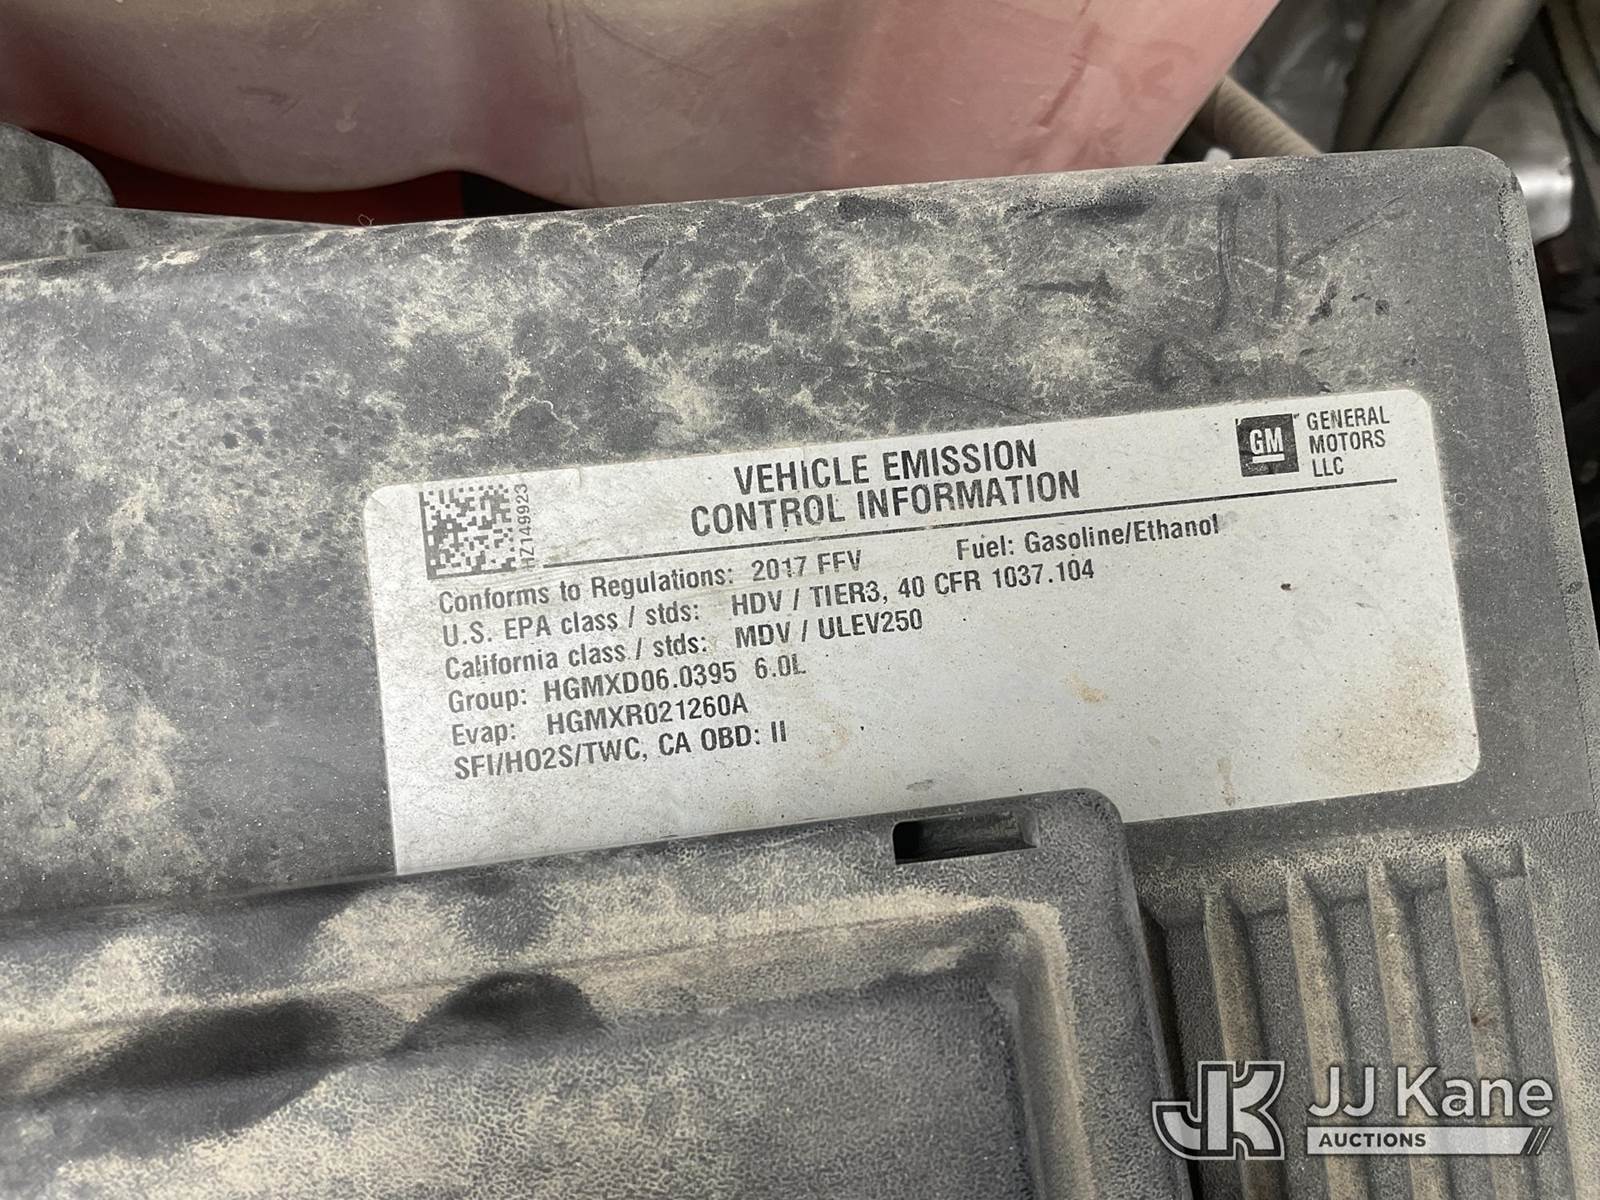 HZ149923
VEHICLE EMISSION
CONTROL INFORMATION
GM
GENERAL
MOTORS
LLC
Conforms to Regulations: 2017 FFV Fuel: Gasoline/Ethanol
U.S. EPA class / stds: HDV / TIER3, 40 CFR 1037.104
California class / stds: MDV / ULEV250
Group: HGMXD06.0395 6.0L
Evap: HGMXR021260A
SFI/HO2S/TWC, CA OBD: II
JK
JJ Kane
AUCTIONS